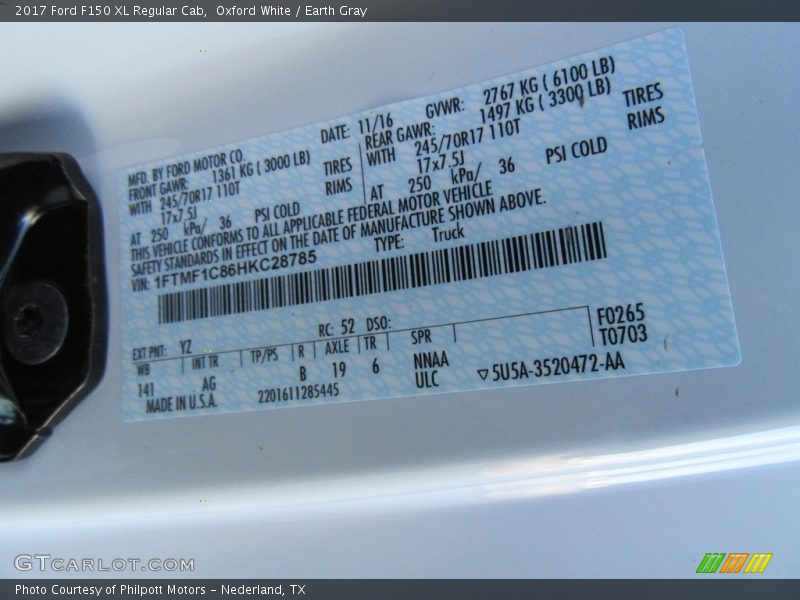 2017 Ford F150 XL Regular Cab,  Oxford White / Earth Gray
MFD. BY FORD MOTOR CO.
DATE: 11/16
GVWR: 2767 KG ( 6100 LB)
FRONT GAWR: 1361 KG ( 3000 LB)
REAR GAWR: 1497 KG ( 3300 LB)
WITH 245/70R17 110T TIRES
WITH 245/70R17 110T TIRES
17x7.5J RIMS
17x7.5J RIMS
AT 250 kPa/ 36 PSI COLD
AT 250 kPa/ 36 PSI COLD
THIS VEHICLE CONFORMS TO ALL APPLICABLE FEDERAL MOTOR VEHICLE
SAFETY STANDARDS IN EFFECT ON THE DATE OF MANUFACTURE SHOWN ABOVE.
VIN: 1FTMF1C86HKC28785
TYPE: Truck
EXT PNT: YZ RC: 52 DSO:
WB INT TR TP/PS R AXLE TR SPR
F0265
T0703
141 AG B 19 6 NNAA
ULC
MADE IN U.S.A. 2201611285445
▽5U5A-3520472-AA
GTCARLOT.COM
Photo Courtesy of Philpott Motors - Nederland, TX